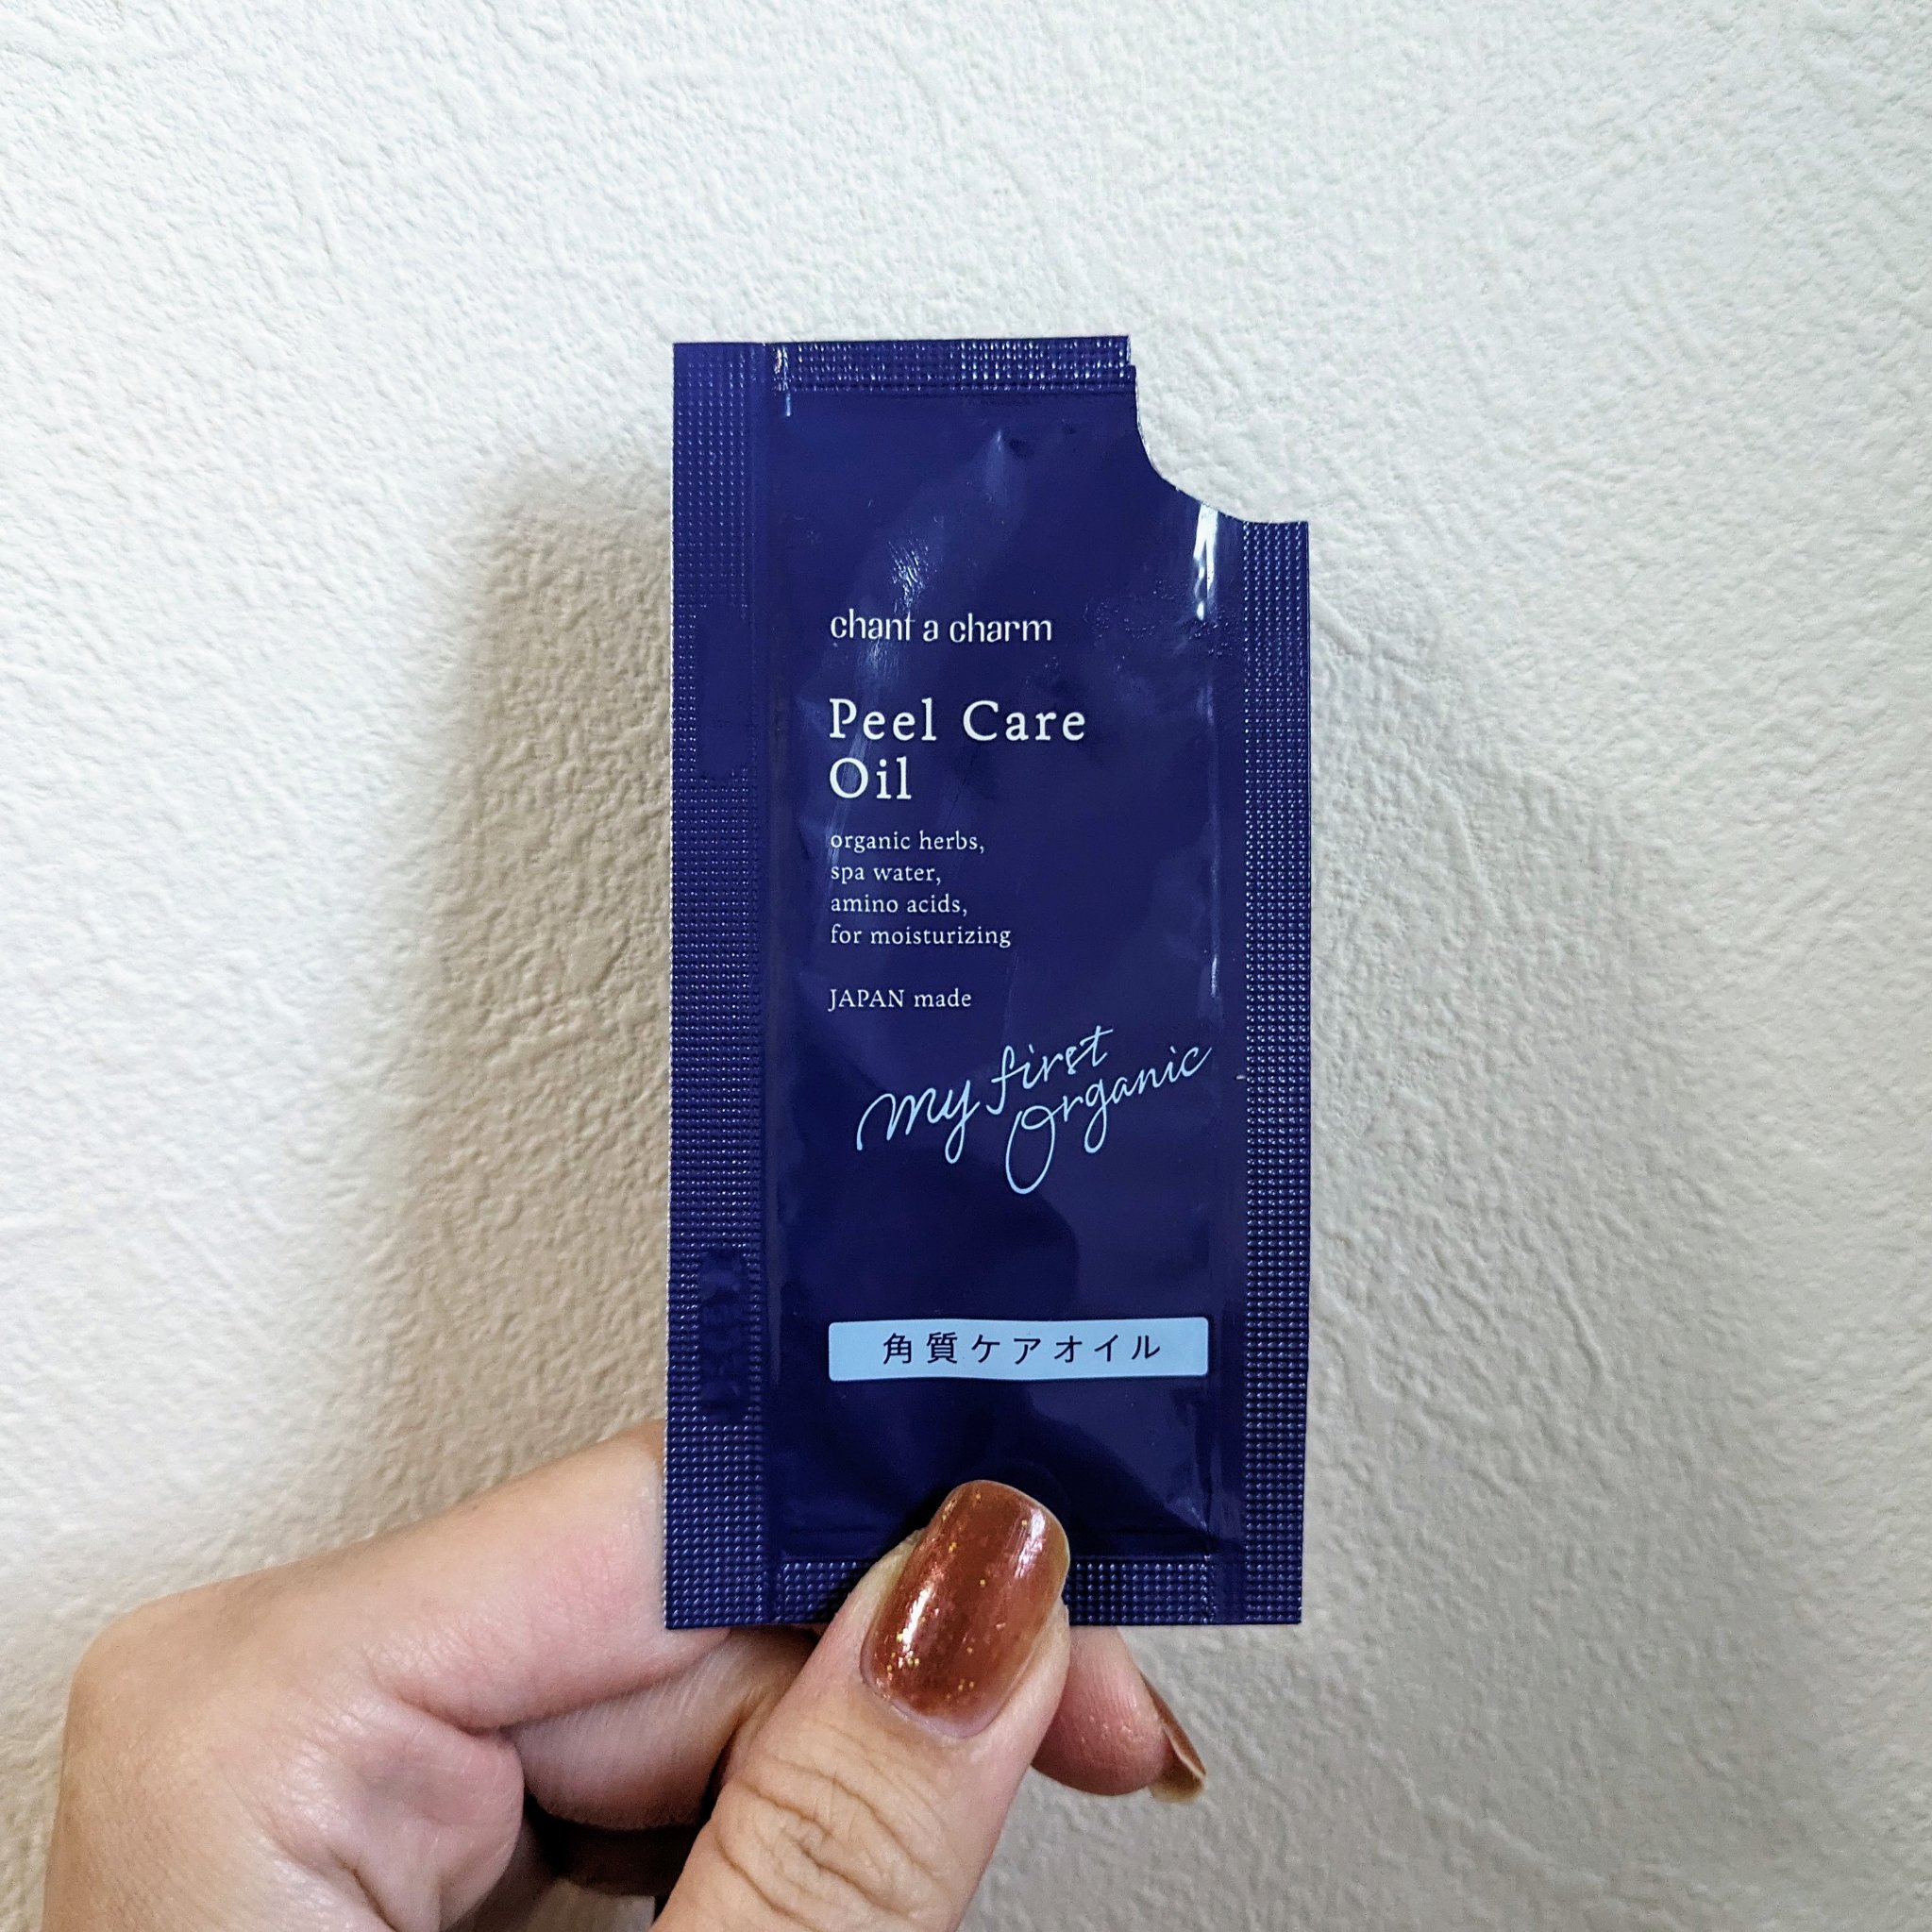 chant a charm
Peel Care
Oil
organic herbs,
spa water,
amino acids,
for moisturizing
JAPAN made
my first
Organic
角質ケアオイル